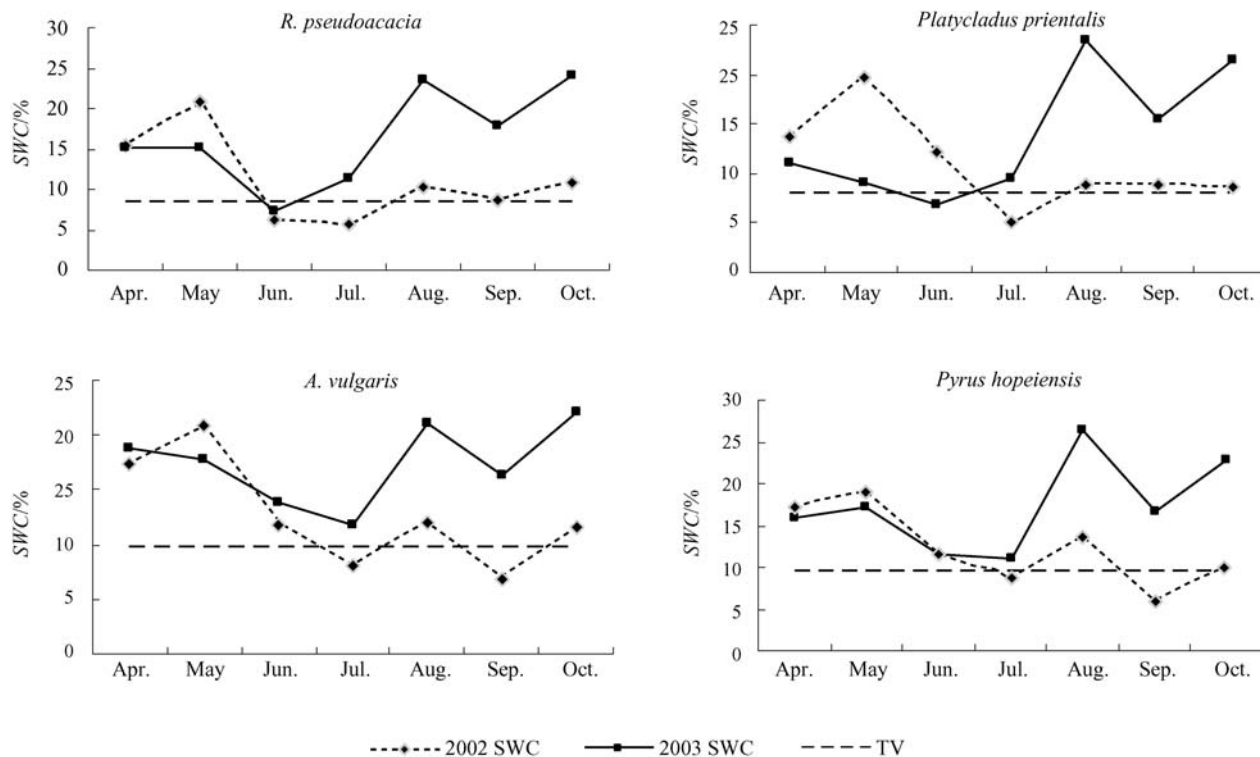 R. pseudoacacia
SWC/%
30
25
20
15
10
5
0
Apr. May Jun. Jul. Aug. Sep. Oct.
Platycladus prientalis
SWC/%
25
25
15
10
5
0
Apr. May Jun. Jul. Aug. Sep. Oct.
A. vulgaris
SWC/%
25
20
25
10
5
0
Apr. May Jun. Jul. Aug. Sep. Oct.
Pyrus hopeiensis
SWC/%
30
25
20
15
10
5
0
Apr. May Jun. Jul. Aug. Sep. Oct.
2002 SWC 2003 SWC TV